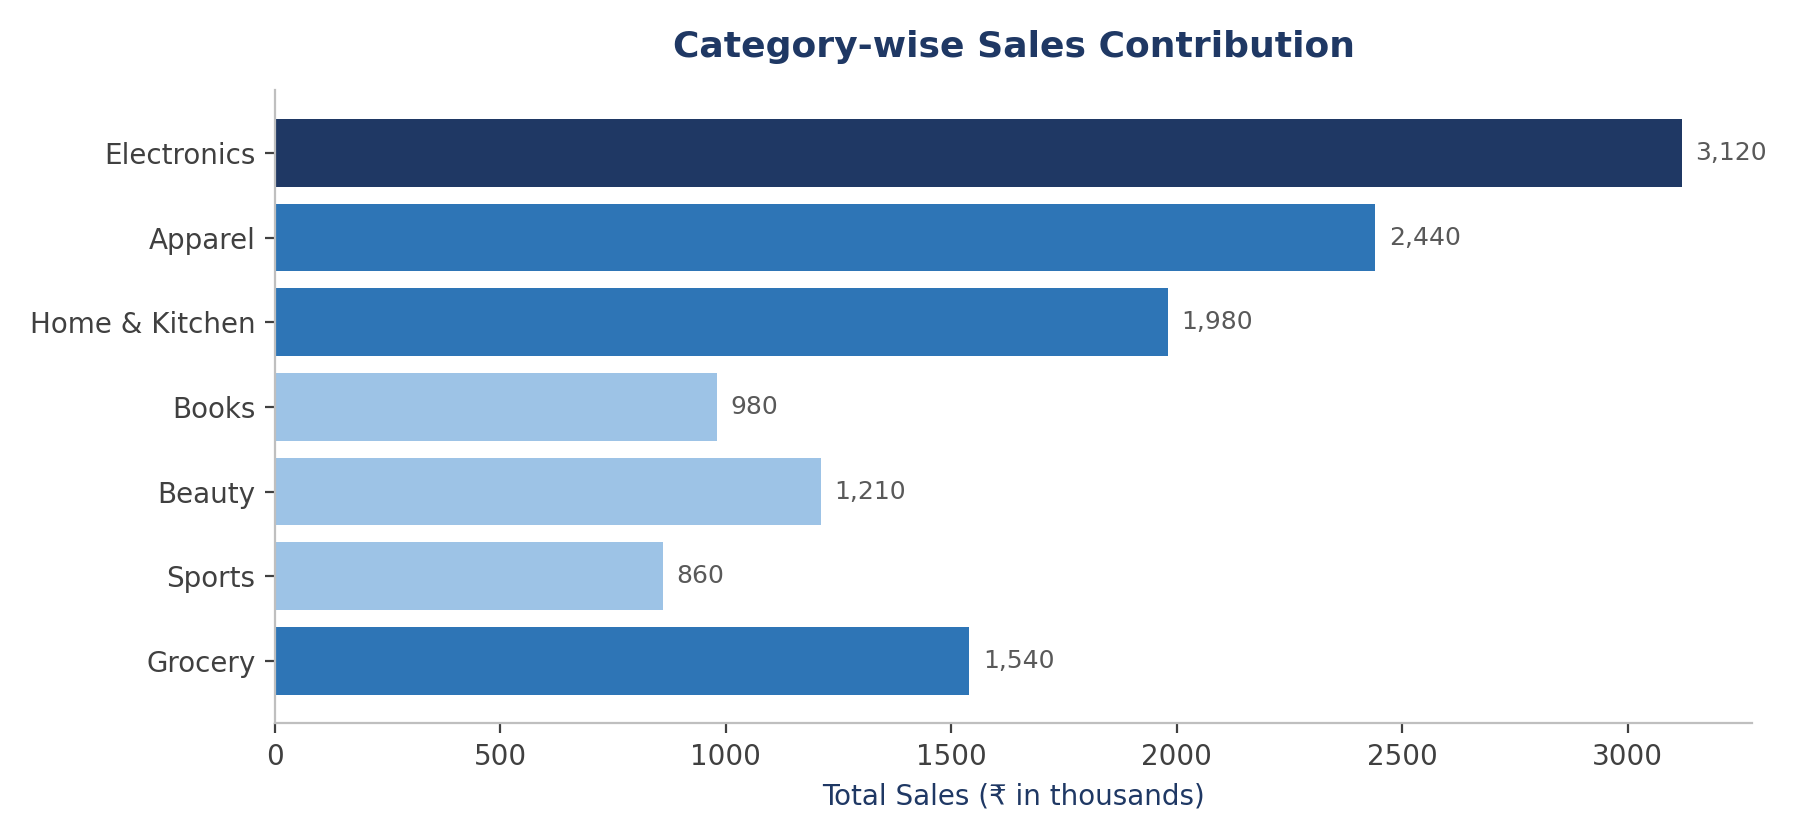 Category-wise Sales Contribution
Electronics 3,120
Apparel 2,440
Home & Kitchen 1,980
Books 980
Beauty 1,210
Sports 860
Grocery 1,540
0 500 1000 1500 2000 2500 3000
Total Sales (₹ in thousands)